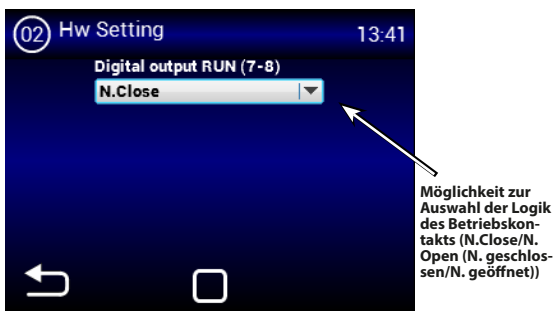 02 Hw Setting 13:41
Digital output RUN (7-8)
N.Close
Möglichkeit zur
Auswahl der Logik
des Betriebskon-
takts (N.Close/N.
Open (N. geschlos-
sen/N. geöffnet))